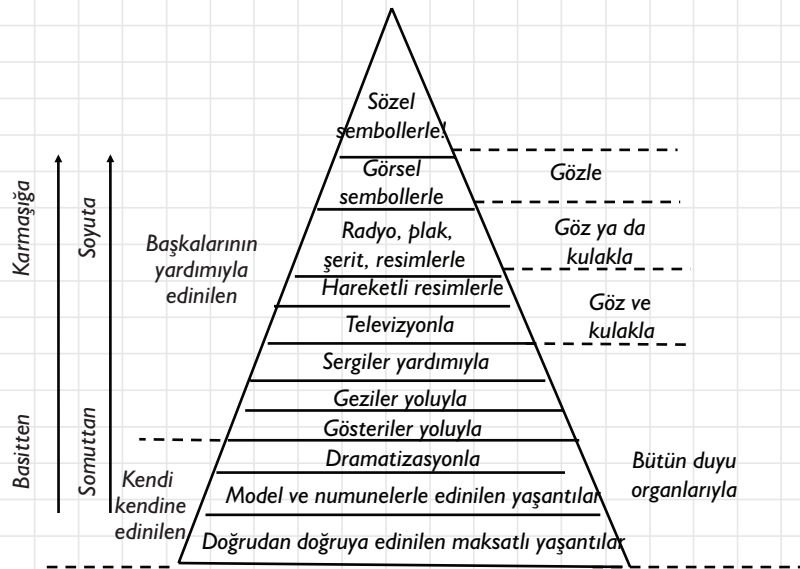 Sözel
sembollerle!
Görsel
sembollerle
Radyo, plak,
şerit, resimlerle
Hareketli resimlerle
Televizyonla
Sergiler yardımıyla
Geziler yoluyla
Gösteriler yoluyla
Dramatizasyonla
Model ve numunelerle edinilen yaşantılar
Doğrudan doğruya edinilen maksatlı yaşantılar
Karmaşığa
Basitten
Soyuta
Somuttan
Başkalarının
yardımıyla
edinilen
Kendi
kendine
edinilen
Gözle
Göz ya da
kulakla
Göz ve
kulakla
Bütün duyu
organlarıyla